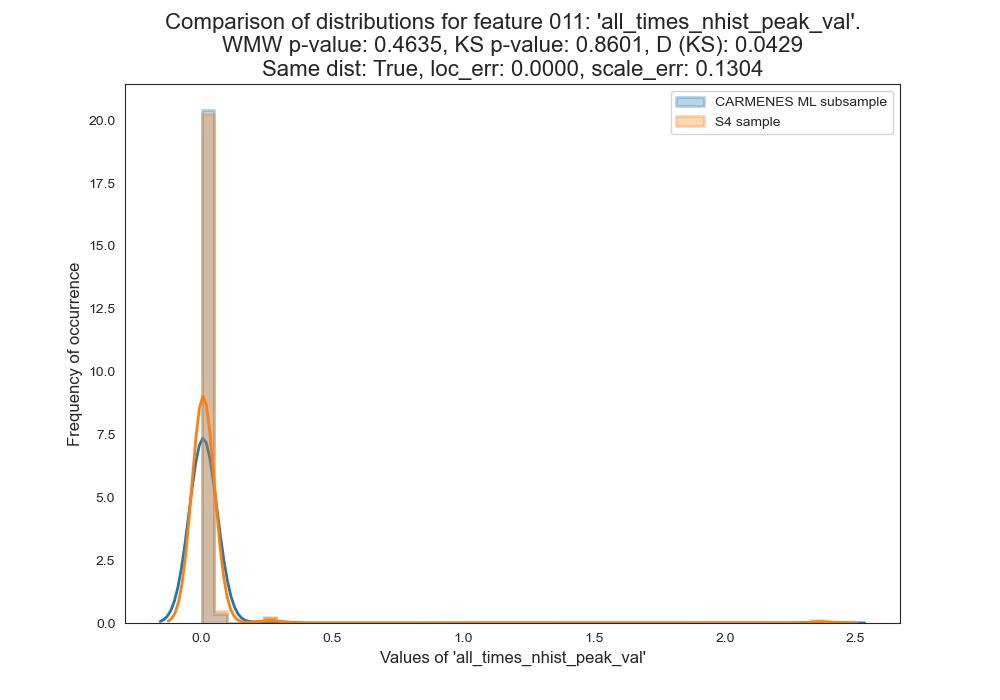 Comparison of distributions for feature 011: 'all_times_nhist_peak_val'.
WMW p-value: 0.4635, KS p-value: 0.8601, D (KS): 0.0429
Same dist: True, loc_err: 0.0000, scale_err: 0.1304
CARMENES ML subsample
S4 sample
20.0
17.5
15.0
12.5
10.0
7.5
5.0
2.5
0.0
Frequency of occurrence
0.0 0.5 1.0 1.5 2.0 2.5
Values of 'all_times_nhist_peak_val'